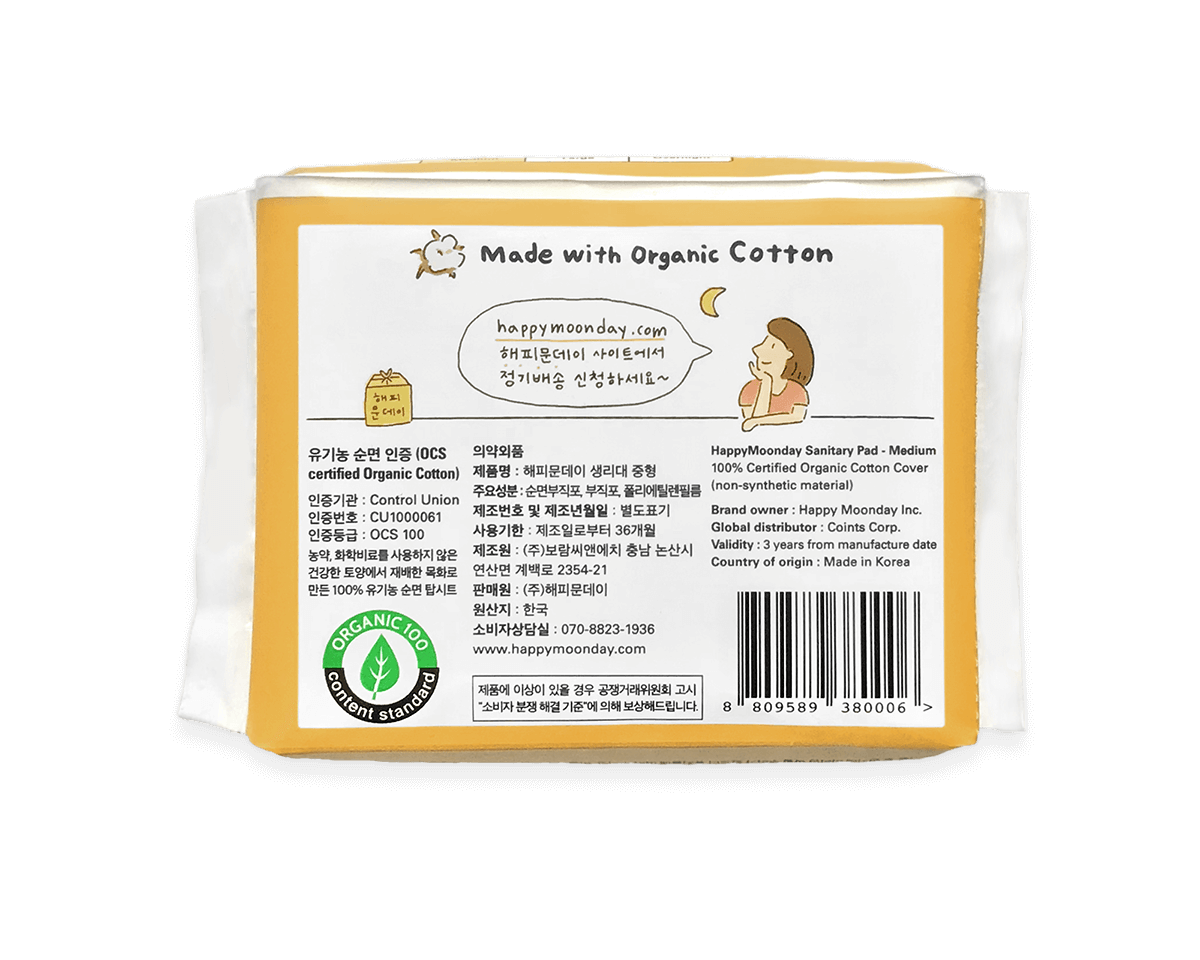 Made with Organic Cotton
happymoonday.com
해피문데이 사이트에서
정기배송 신청하세요~
해피
문데이
유기농 순면 인증 (OCS
certified Organic Cotton)
인증기관 : Control Union
인증번호 : CU1000061
인증등급 : OCS 100
농약, 화학비료를 사용하지 않은
건강한 토양에서 재배한 목화로
만든 100% 유기농 순면 탑시트
ORGANIC 100
content standard
의약외품
제품명 : 해피문데이 생리대 중형
주요성분 : 순면부직포, 부직포, 폴리에틸렌필름
제조번호 및 제조년월일 : 별도표기
사용기한 : 제조일로부터 36개월
제조원 : (주)보람씨앤에치 충남 논산시
연산면 계백로 2354-21
판매원 : (주)해피문데이
원산지 : 한국
소비자상담실 : 070-8823-1936
www.happymoonday.com
제품에 이상이 있을 경우 공쟁거래위원회 고시
"소비자 분쟁 해결 기준"에 의해 보상해드립니다.
HappyMoonday Sanitary Pad - Medium
100% Certified Organic Cotton Cover
(non-synthetic material)
Brand owner : Happy Moonday Inc.
Global distributor : Coints Corp.
Validity : 3 years from manufacture date
Country of origin : Made in Korea
8 809589 380006 >